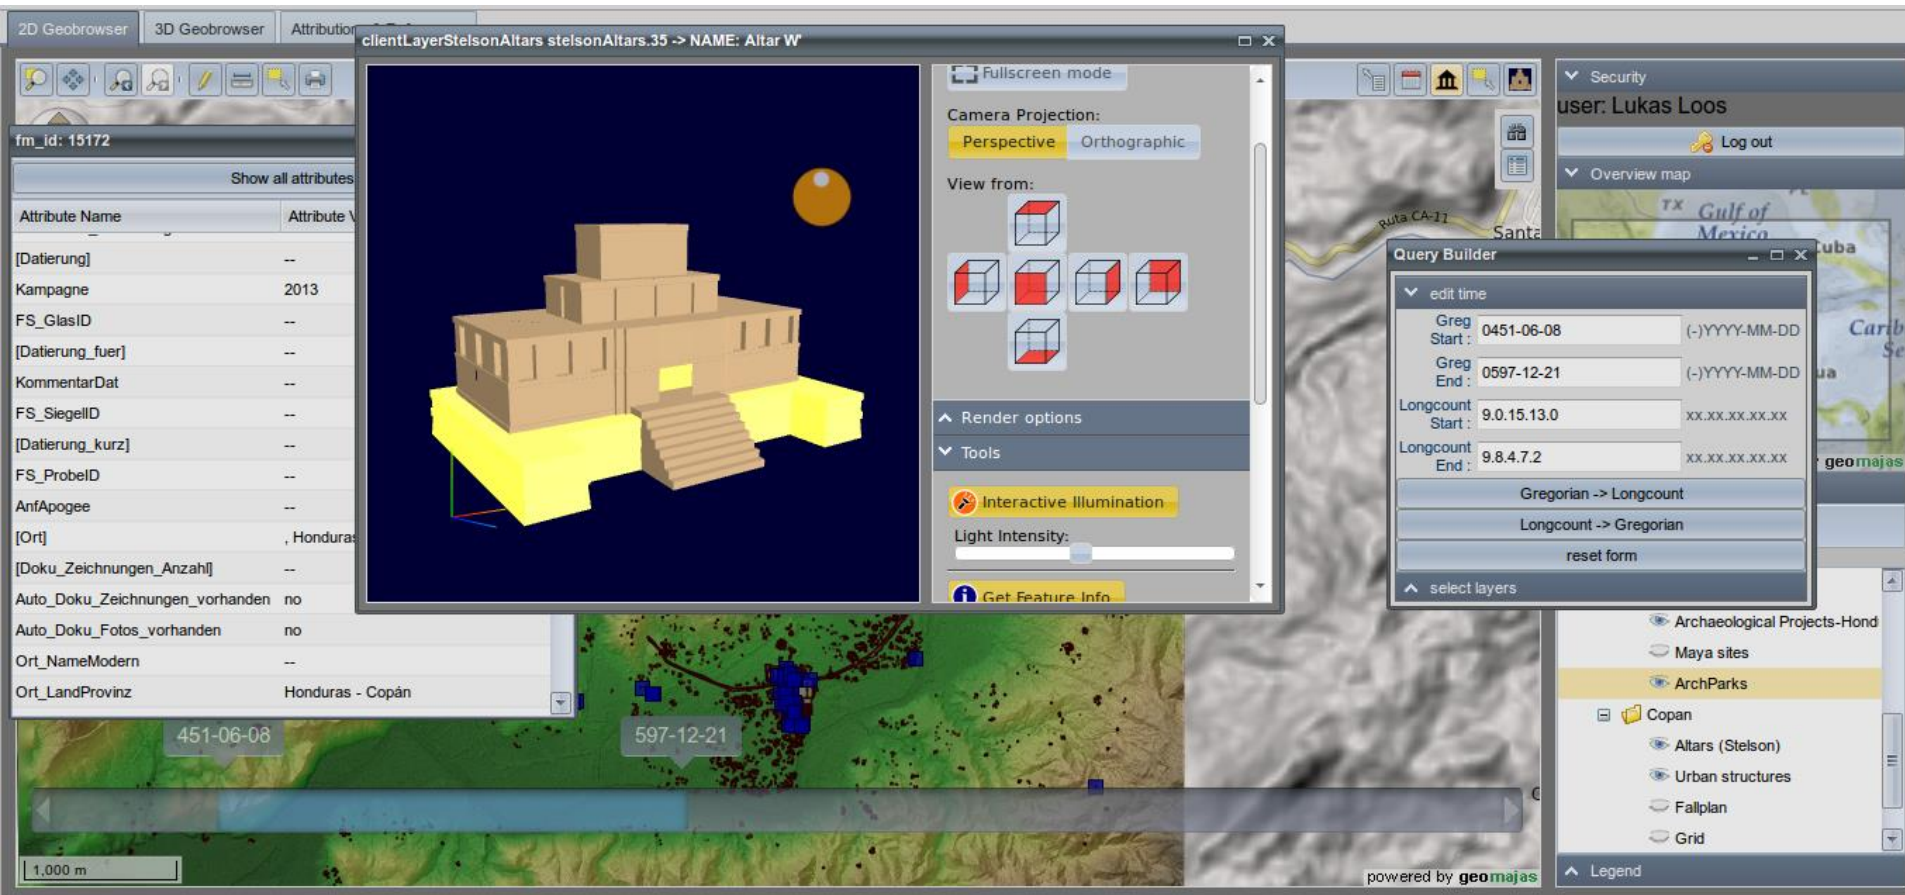 2D Geobrowser
3D Geobrowser
clientLayerStelsonAltars stelsonAltars.35 -> NAME: Altar W'
fm_id: 15172
Show all attributes
Attribute Name
Attribute
[Datierung]
--
Kampagne
2013
FS_GlasID
--
[Datierung_fuer]
--
KommentarDat
--
FS_SiegelID
--
[Datierung_kurz]
--
FS_ProbeID
--
AnfApogee
--
[Ort]
, Honduras
[Doku_Zeichnungen_Anzahl]
--
Auto_Doku_Zeichnungen_vorhanden
no
Auto_Doku_Fotos_vorhanden
no
Ort_NameModern
--
Ort_LandProvinz
Honduras - Copán
Fullscreen mode
Camera Projection:
Perspective
Orthographic
View from:
Render options
Tools
Interactive Illumination
Light Intensity:
Get Feature Info
Ruta CA-11
Santa
Query Builder
edit time
Greg
Start :
0451-06-08
(-)YYYY-MM-DD
Greg
End :
0597-12-21
(-)YYYY-MM-DD
Longcount
Start :
9.0.15.13.0
xx.xx.xx.xx.xx
Longcount
End :
9.8.4.7.2
xx.xx.xx.xx.xx
Gregorian -> Longcount
Longcount -> Gregorian
reset form
select layers
Security
user: Lukas Loos
Log out
Overview map
TX
Gulf of
Mexico
geomajas
Archaeological Projects-Hond
Maya sites
ArchParks
Copan
Altars (Stelson)
Urban structures
Fallplan
Grid
Legend
451-06-08
597-12-21
1,000 m
powered by geomajas